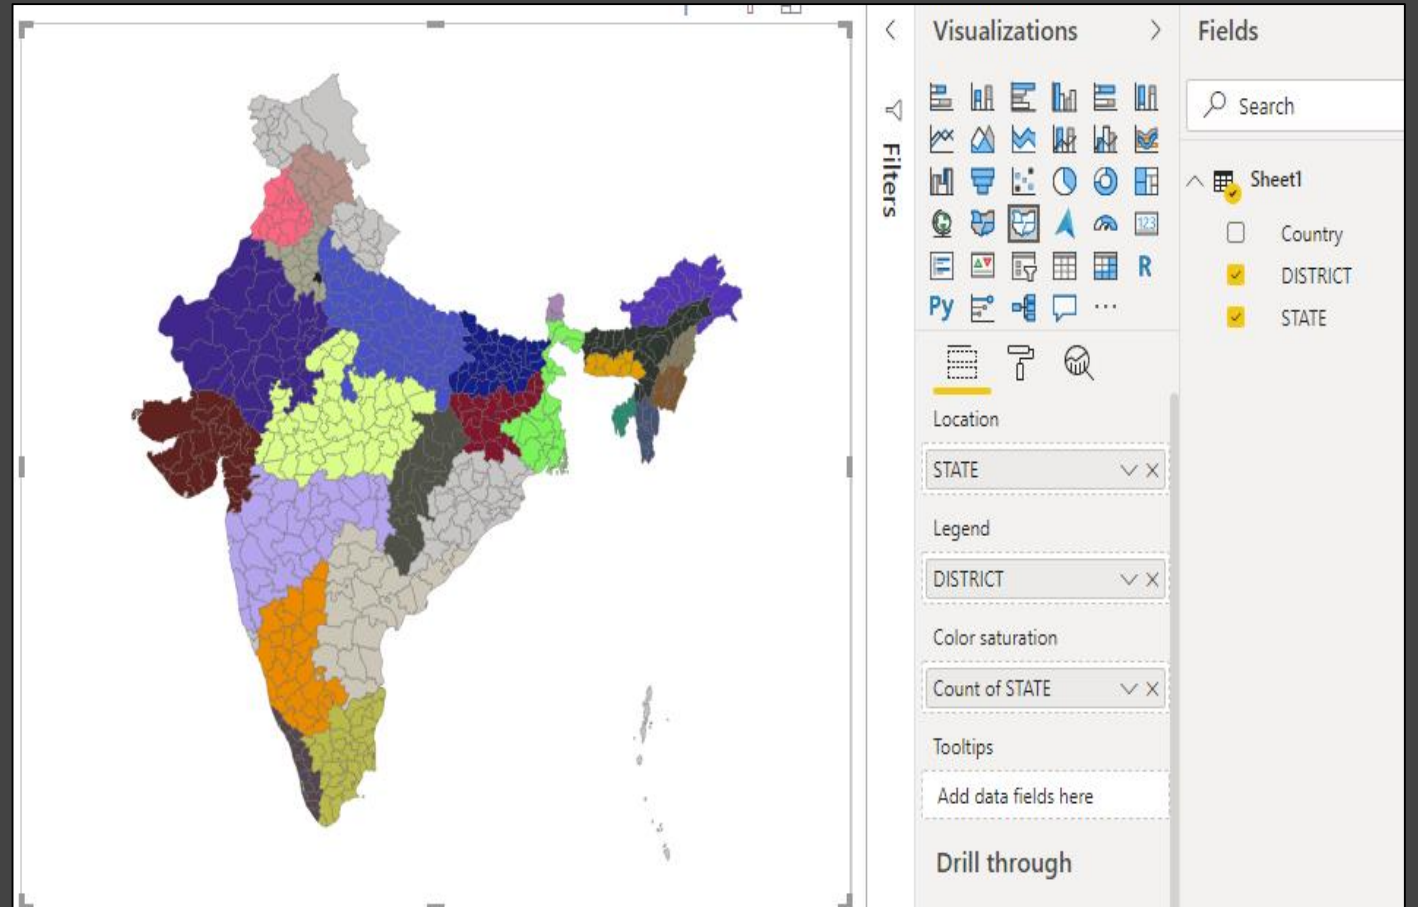 Visualizations
Fields
Search
Filters
123
R
Py
Sheet1
Country
DISTRICT
STATE
Location
STATE
Legend
DISTRICT
Color saturation
Count of STATE
Tooltips
Add data fields here
Drill through